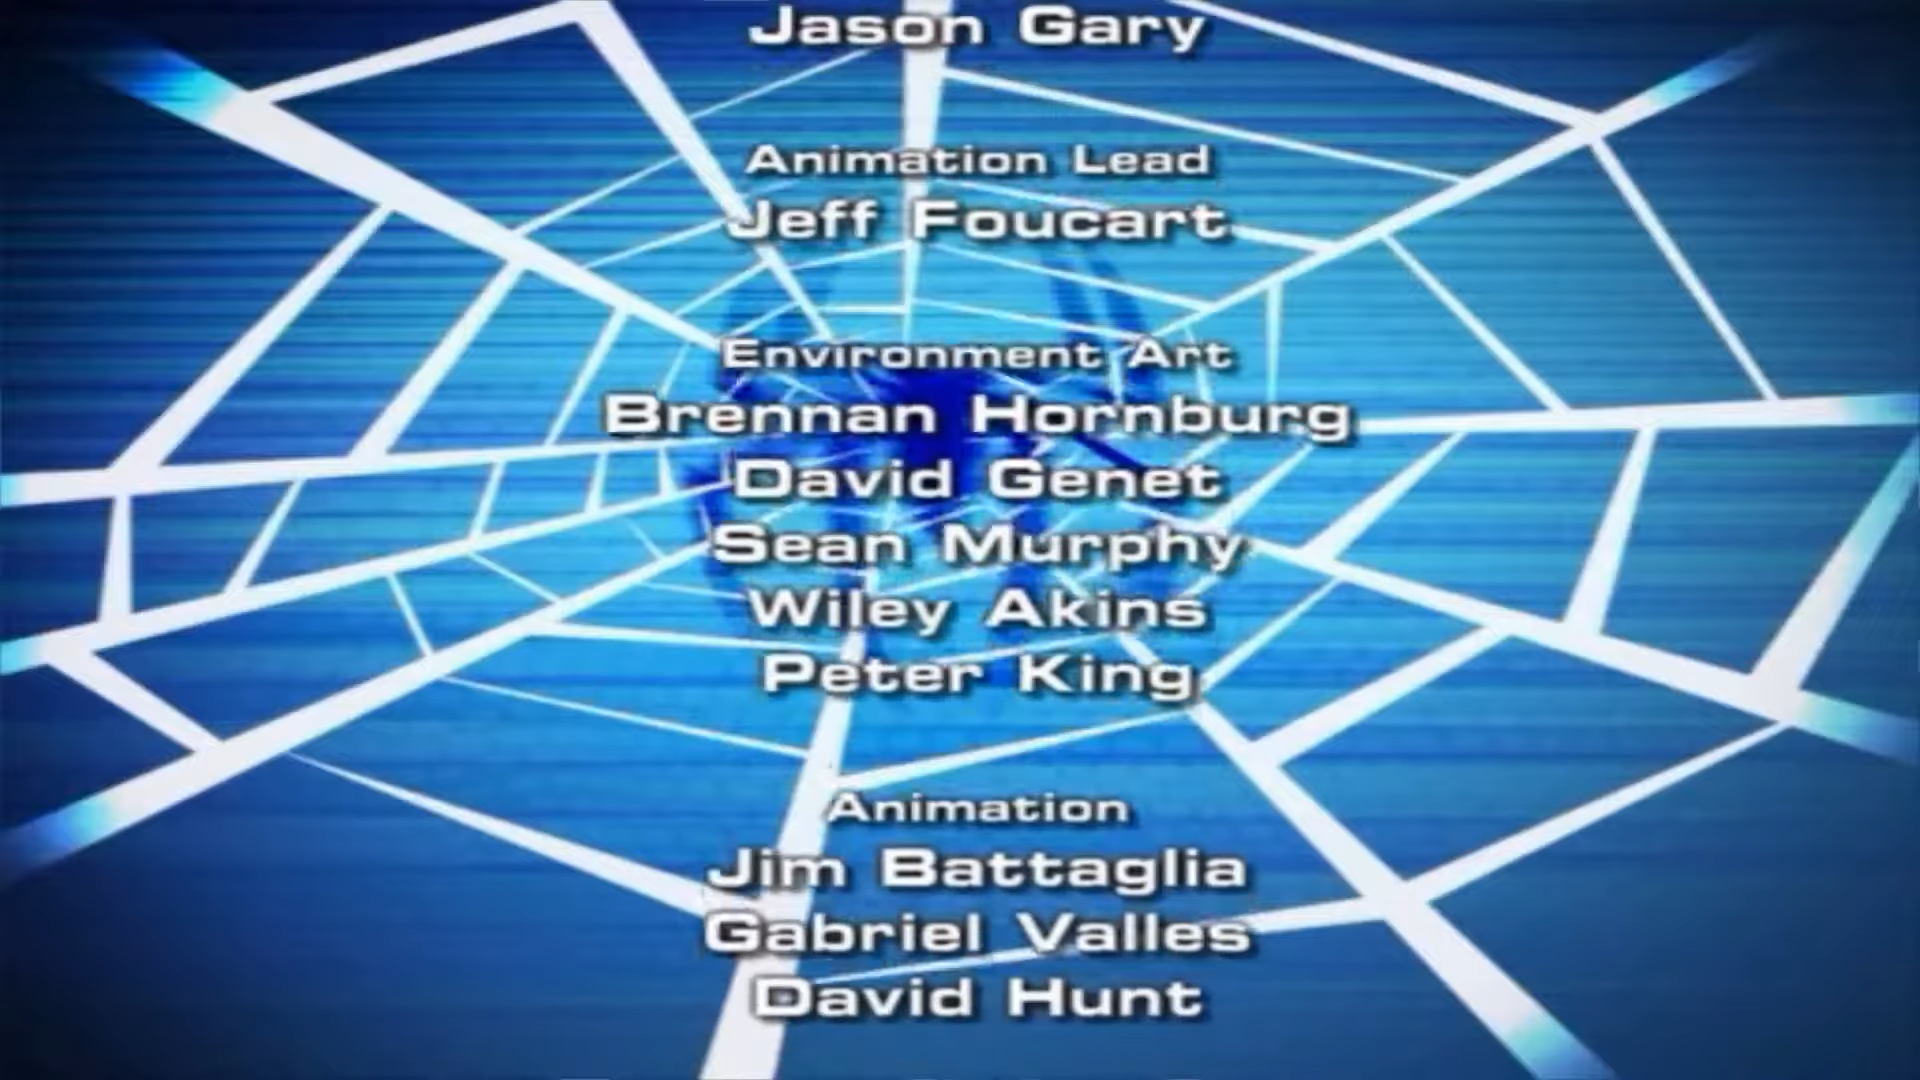 Jason Gary
Animation Lead
Jeff Foucart
Environment Art
Brennan Hornburg
David Genet
Sean Murphy
Wiley Akins
Peter King
Animation
Jim Battaglia
Gabriel Valles
David Hunt